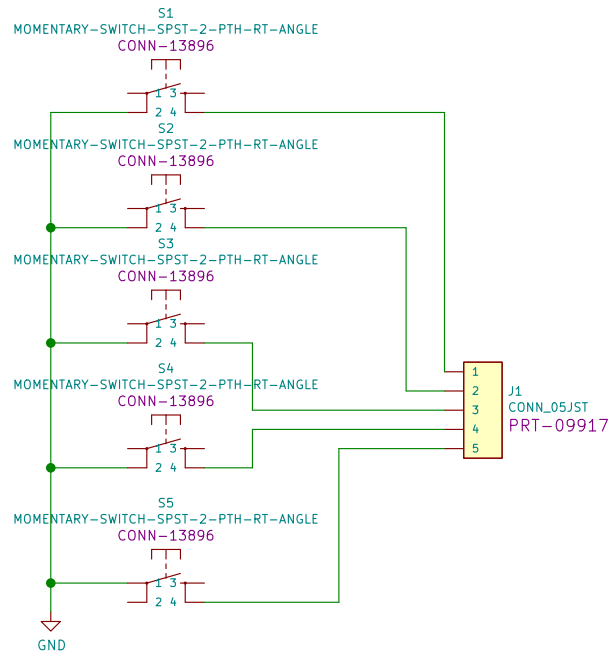 S1
MOMENTARY-SWITCH-SPST-2-PTH-RT-ANGLE
CONN-13896
1 3
2 4
S2
MOMENTARY-SWITCH-SPST-2-PTH-RT-ANGLE
CONN-13896
1 3
2 4
S3
MOMENTARY-SWITCH-SPST-2-PTH-RT-ANGLE
CONN-13896
1 3
2 4
S4
MOMENTARY-SWITCH-SPST-2-PTH-RT-ANGLE
CONN-13896
1 3
2 4
S5
MOMENTARY-SWITCH-SPST-2-PTH-RT-ANGLE
CONN-13896
1 3
2 4
GND
1
2
3
4
5
J1
CONN_05JST
PRT-09917